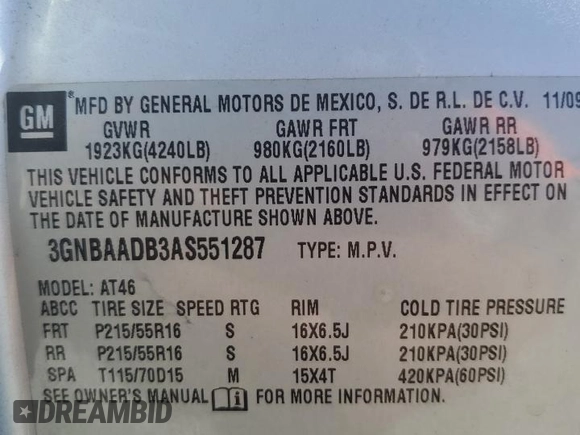 GM
®MFD BY GENERAL MOTORS DE MEXICO, S. DE R.L. DE C.V. 11/09
GVWR GAWR FRT GAWR RR
1923KG(4240LB) 980KG(2160LB) 979KG(2158LB)
THIS VEHICLE CONFORMS TO ALL APPLICABLE U.S. FEDERAL MOTOR
VEHICLE SAFETY AND THEFT PREVENTION STANDARDS IN EFFECT ON
THE DATE OF MANUFACTURE SHOWN ABOVE.
3GNBAADB3AS551287 TYPE: M.P.V.
MODEL: AT46
ABCC TIRE SIZE SPEED RTG RIM COLD TIRE PRESSURE
FRT P215/55R16 S 16X6.5J 210KPA(30PSI)
RR P215/55R16 S 16X6.5J 210KPA(30PSI)
SPA T115/70D15 M 15X4T 420KPA(60PSI)
SEE OWNER'S MANUAL i FOR MORE INFORMATION.
DREAMBID